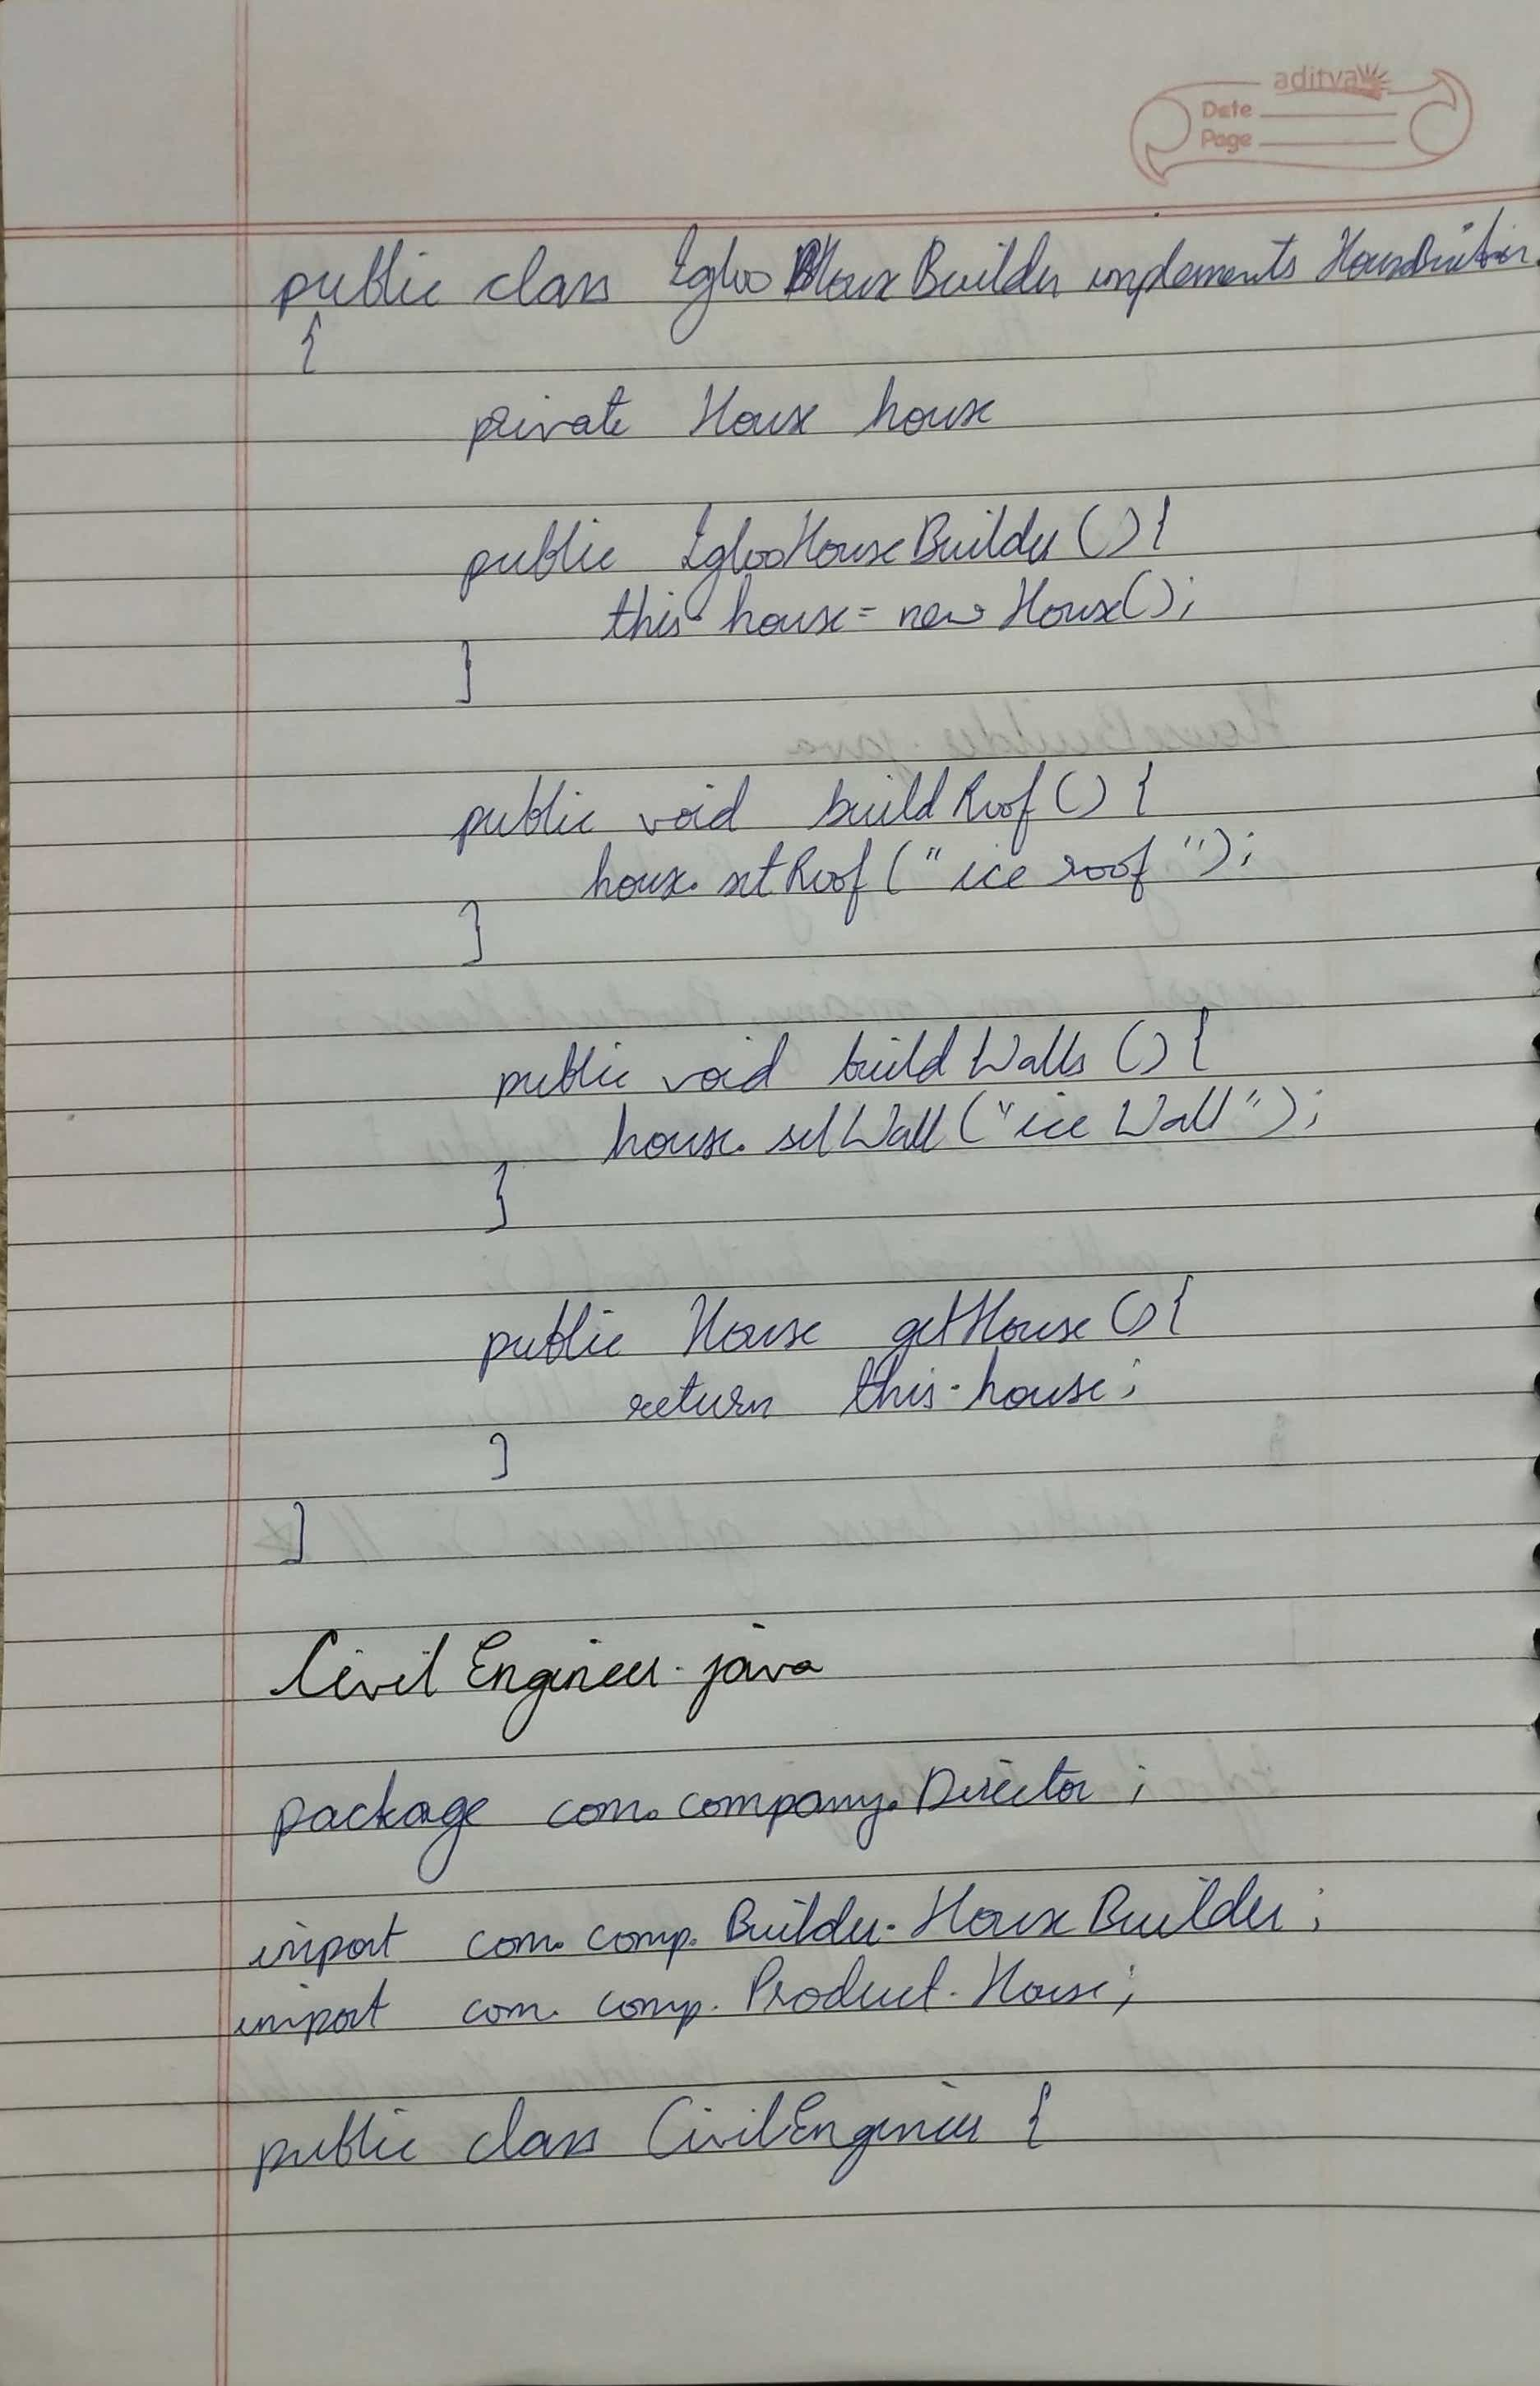 aditya
Date
Page
public class IglooHouseBuilder implements HouseBuilder
{
private House house
public IglooHouseBuilder () {
this.house = new House();
}
public void buildRoof () {
house.setRoof ("ice roof");
}
public void buildWalls () {
house.setWall ("ice Wall");
}
public House getHouse () {
return this.house;
}
}
CivilEngineer.java
package com.company.Director;
import com.comp.Builder.HouseBuilder;
import com.comp.Product.House;
public class CivilEngineer {